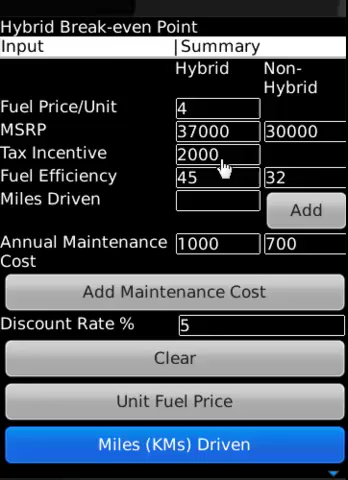 Hybrid Break-even Point
Input |Summary
Hybrid Non-
Hybrid
Fuel Price/Unit 4
MSRP 37000 30000
Tax Incentive 2000
Fuel Efficiency 45 32
Miles Driven Add
Annual Maintenance 1000 700
Cost
Add Maintenance Cost
Discount Rate % 5
Clear
Unit Fuel Price
Miles (KMs) Driven